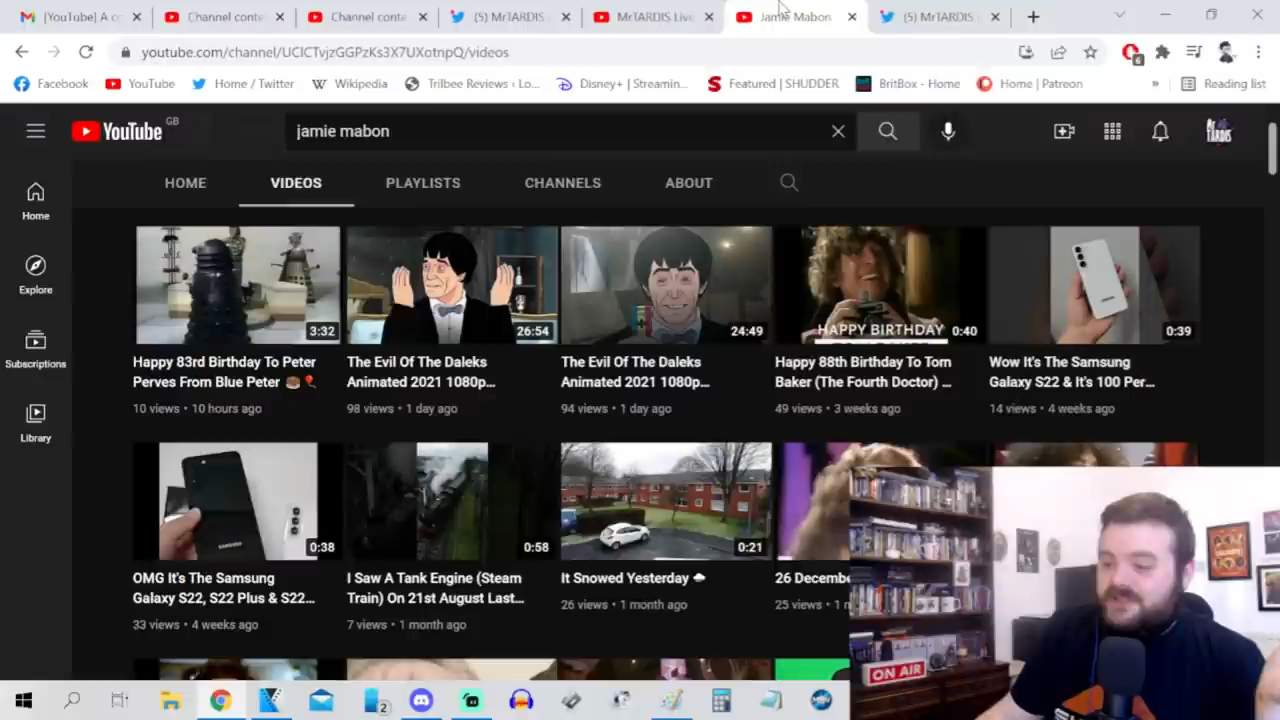 [YouTube] A c
Channel conte
Channel conte
(5) MrTARDIS
MrTARDIS Live
Jamie Mabon
(5) MrTARDIS
youtube.com/channel/UClCTvjzGGPzKs3X7UXotnpQ/videos
6
Facebook
YouTube
Home / Twitter
Wikipedia
Trilbee Reviews ‹ Lo...
Disney+ | Streamin...
Featured | SHUDDER
BritBox - Home
Home | Patreon
»
Reading list
YouTube GB
jamie mabon
HOME
VIDEOS
PLAYLISTS
CHANNELS
ABOUT
Home
Explore
Subscriptions
Library
3:32
26:54
24:49
HAPPY BIRTHDAY
0:40
0:39
Happy 83rd Birthday To Peter
Perves From Blue Peter
10 views • 10 hours ago
The Evil Of The Daleks
Animated 2021 1080p...
98 views • 1 day ago
The Evil Of The Daleks
Animated 2021 1080p...
94 views • 1 day ago
Happy 88th Birthday To Tom
Baker (The Fourth Doctor) ...
49 views • 3 weeks ago
Wow It's The Samsung
Galaxy S22 & It's 100 Per...
14 views • 4 weeks ago
SAMSUNG
0:38
0:58
0:21
OMG It's The Samsung
Galaxy S22, S22 Plus & S22...
33 views • 4 weeks ago
I Saw A Tank Engine (Steam
Train) On 21st August Last...
7 views • 1 month ago
It Snowed Yesterday
26 views • 1 month ago
26 Decembe
25 views • 1 m
ON AIR
2